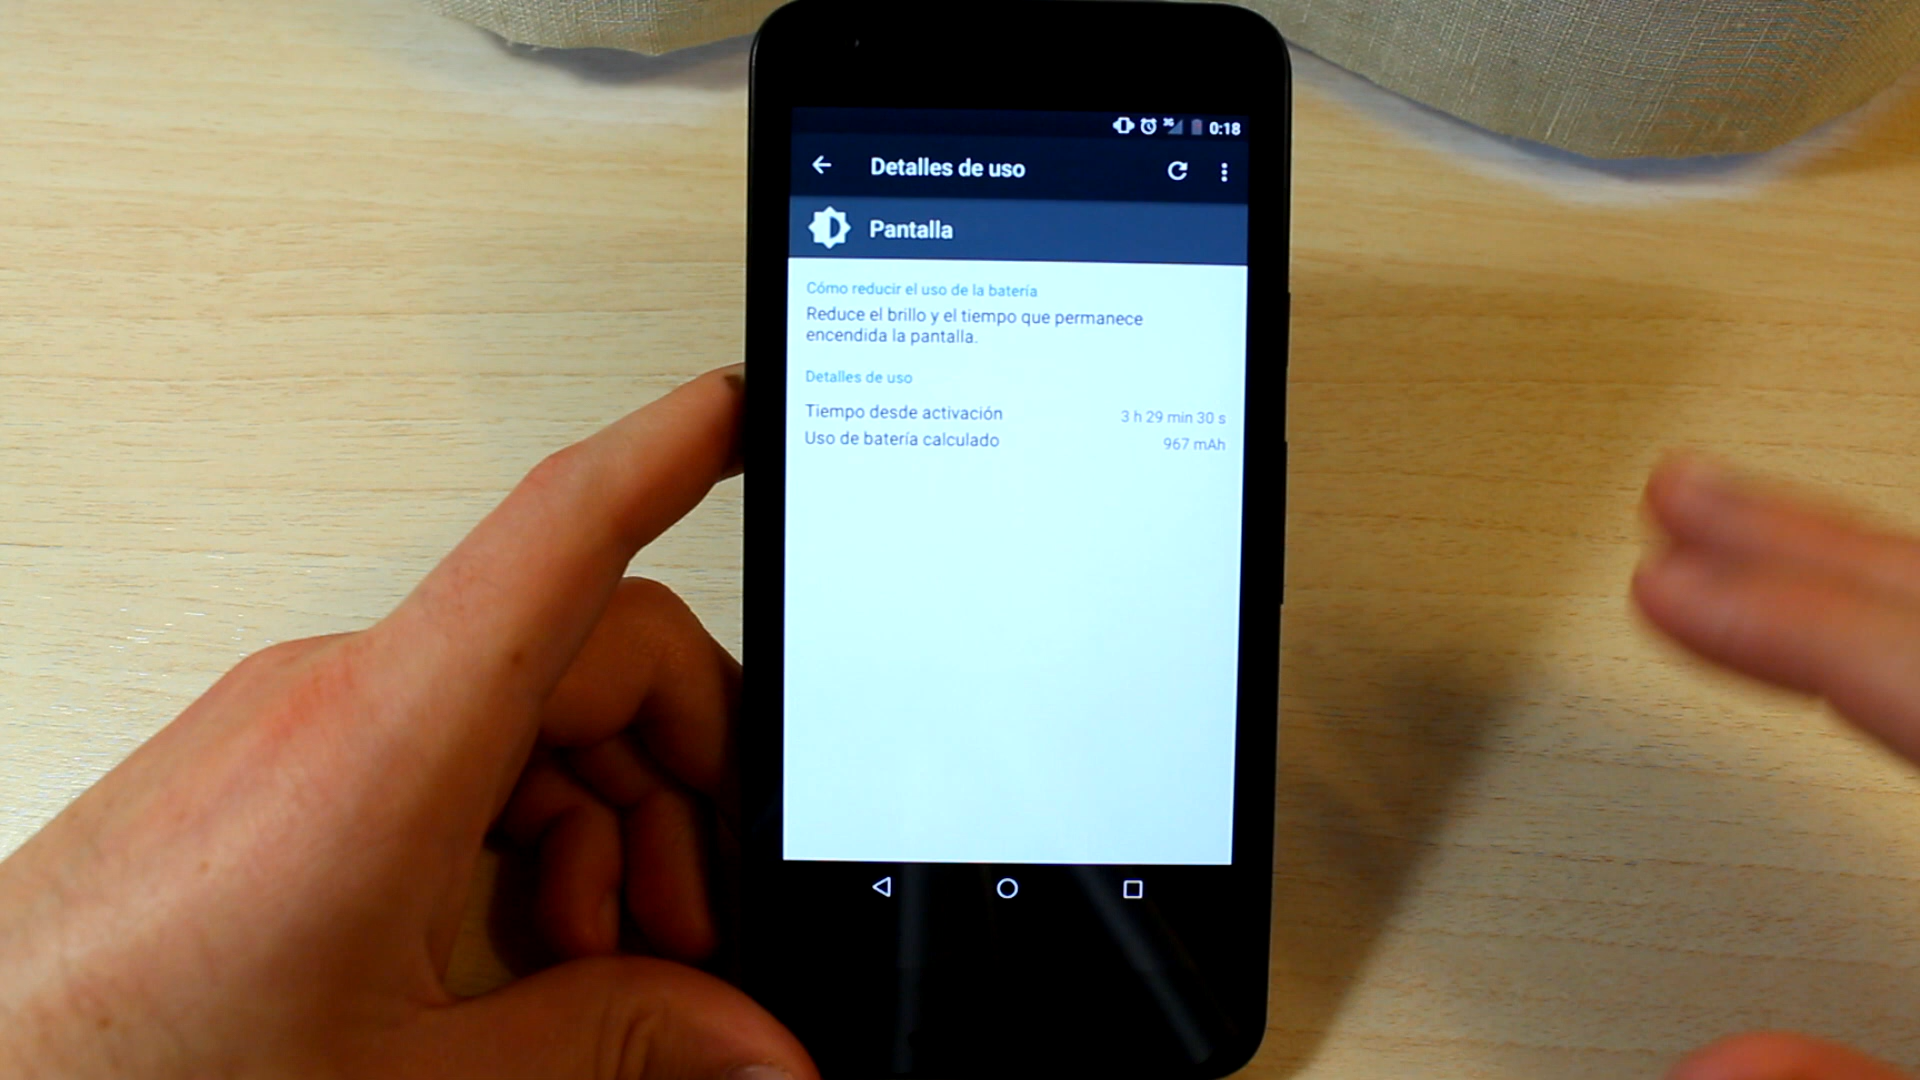 3G 0:18
Detalles de uso
Pantalla
Cómo reducir el uso de la batería
Reduce el brillo y el tiempo que permanece
encendida la pantalla.
Detalles de uso
Tiempo desde activación 3 h 29 min 30 s
Uso de batería calculado 967 mAh